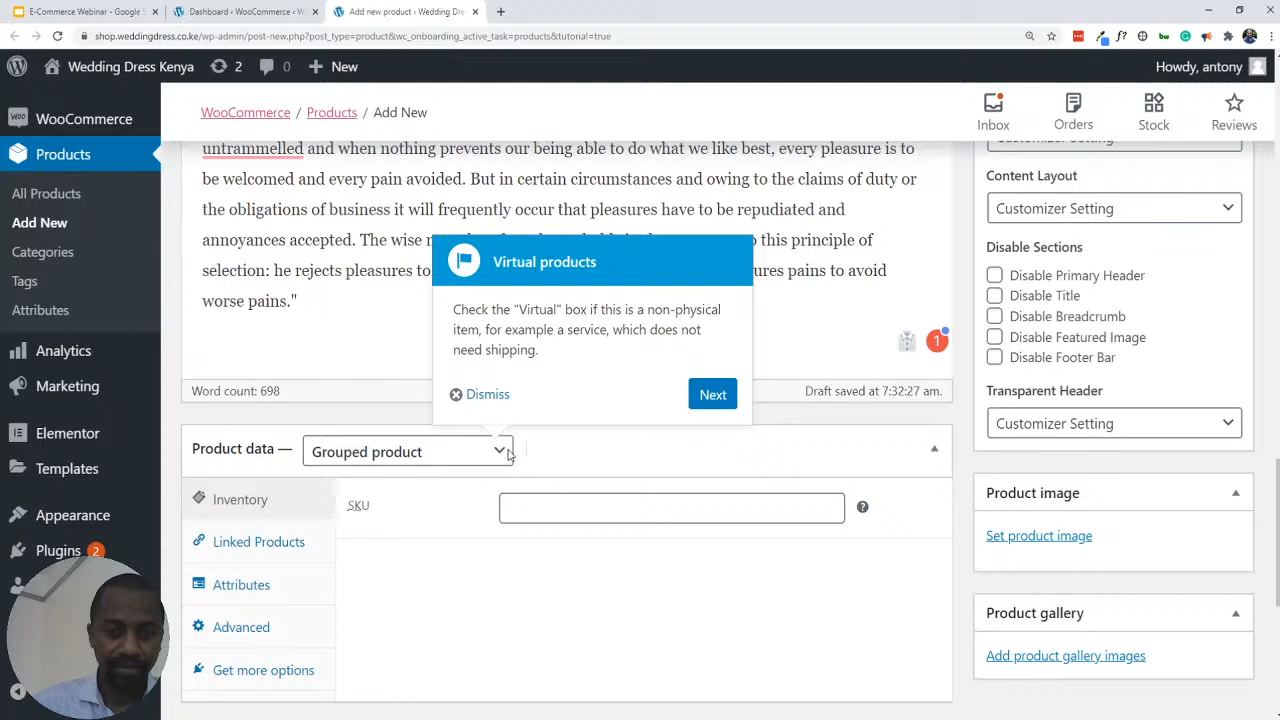 E-Commerce Webinar - Google S
Dashboard ‹ WooCommerce ‹ W
Add new product ‹ Wedding Dre
shop.weddingdress.co.ke/wp-admin/post-new.php?post_type=product&wc_onboarding_active_task=products&tutorial=true
Wedding Dress Kenya
2
0
New
Howdy, antony
WooCommerce
Products
All Products
Add New
Categories
Tags
Attributes
Analytics
Marketing
Elementor
Templates
Appearance
Plugins 2
WooCommerce / Products / Add New
Inbox
Orders
Stock
Reviews
untrammelled and when nothing prevents our being able to do what we like best, every pleasure is to
be welcomed and every pain avoided. But in certain circumstances and owing to the claims of duty or
the obligations of business it will frequently occur that pleasures have to be repudiated and
annoyances accepted. The wise this principle of
selection: he rejects pleasures to ures pains to avoid
worse pains."
1
Word count: 698
Draft saved at 7:32:27 am.
Virtual products
Check the "Virtual" box if this is a non-physical
item, for example a service, which does not
need shipping.
Dismiss
Next
Product data —
Grouped product
Inventory
Linked Products
Attributes
Advanced
Get more options
SKU
Customizer Setting
Content Layout
Customizer Setting
Disable Sections
Disable Primary Header
Disable Title
Disable Breadcrumb
Disable Featured Image
Disable Footer Bar
Transparent Header
Customizer Setting
Product image
Set product image
Product gallery
Add product gallery images